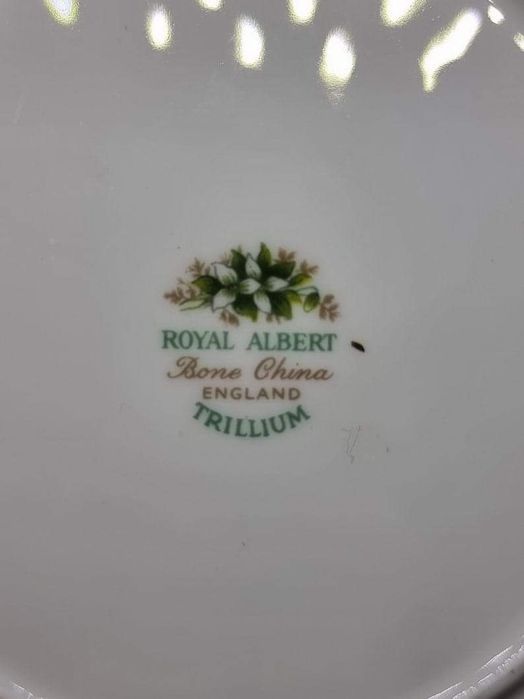 ROYAL ALBERT
Bone China
ENGLAND
TRILLIUM